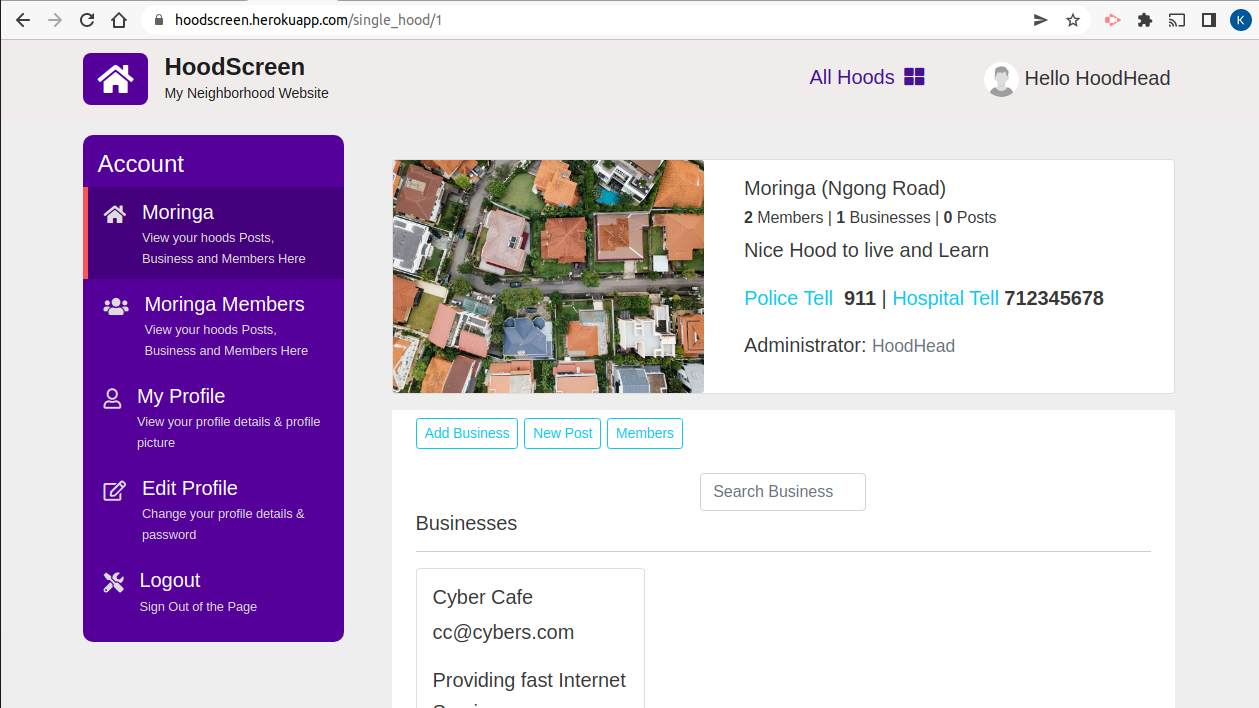 hoodscreen.herokuapp.com/single_hood/1
K
HoodScreen
My Neighborhood Website
All Hoods
Hello HoodHead
Account
Moringa
View your hoods Posts,
Business and Members Here
Moringa Members
View your hoods Posts,
Business and Members Here
My Profile
View your profile details & profile
picture
Edit Profile
Change your profile details &
password
Logout
Sign Out of the Page
Moringa (Ngong Road)
2 Members | 1 Businesses | 0 Posts
Nice Hood to live and Learn
Police Tell 911 | Hospital Tell 712345678
Administrator: HoodHead
Add Business New Post Members
Search Business
Businesses
Cyber Cafe
cc@cybers.com
Providing fast Internet